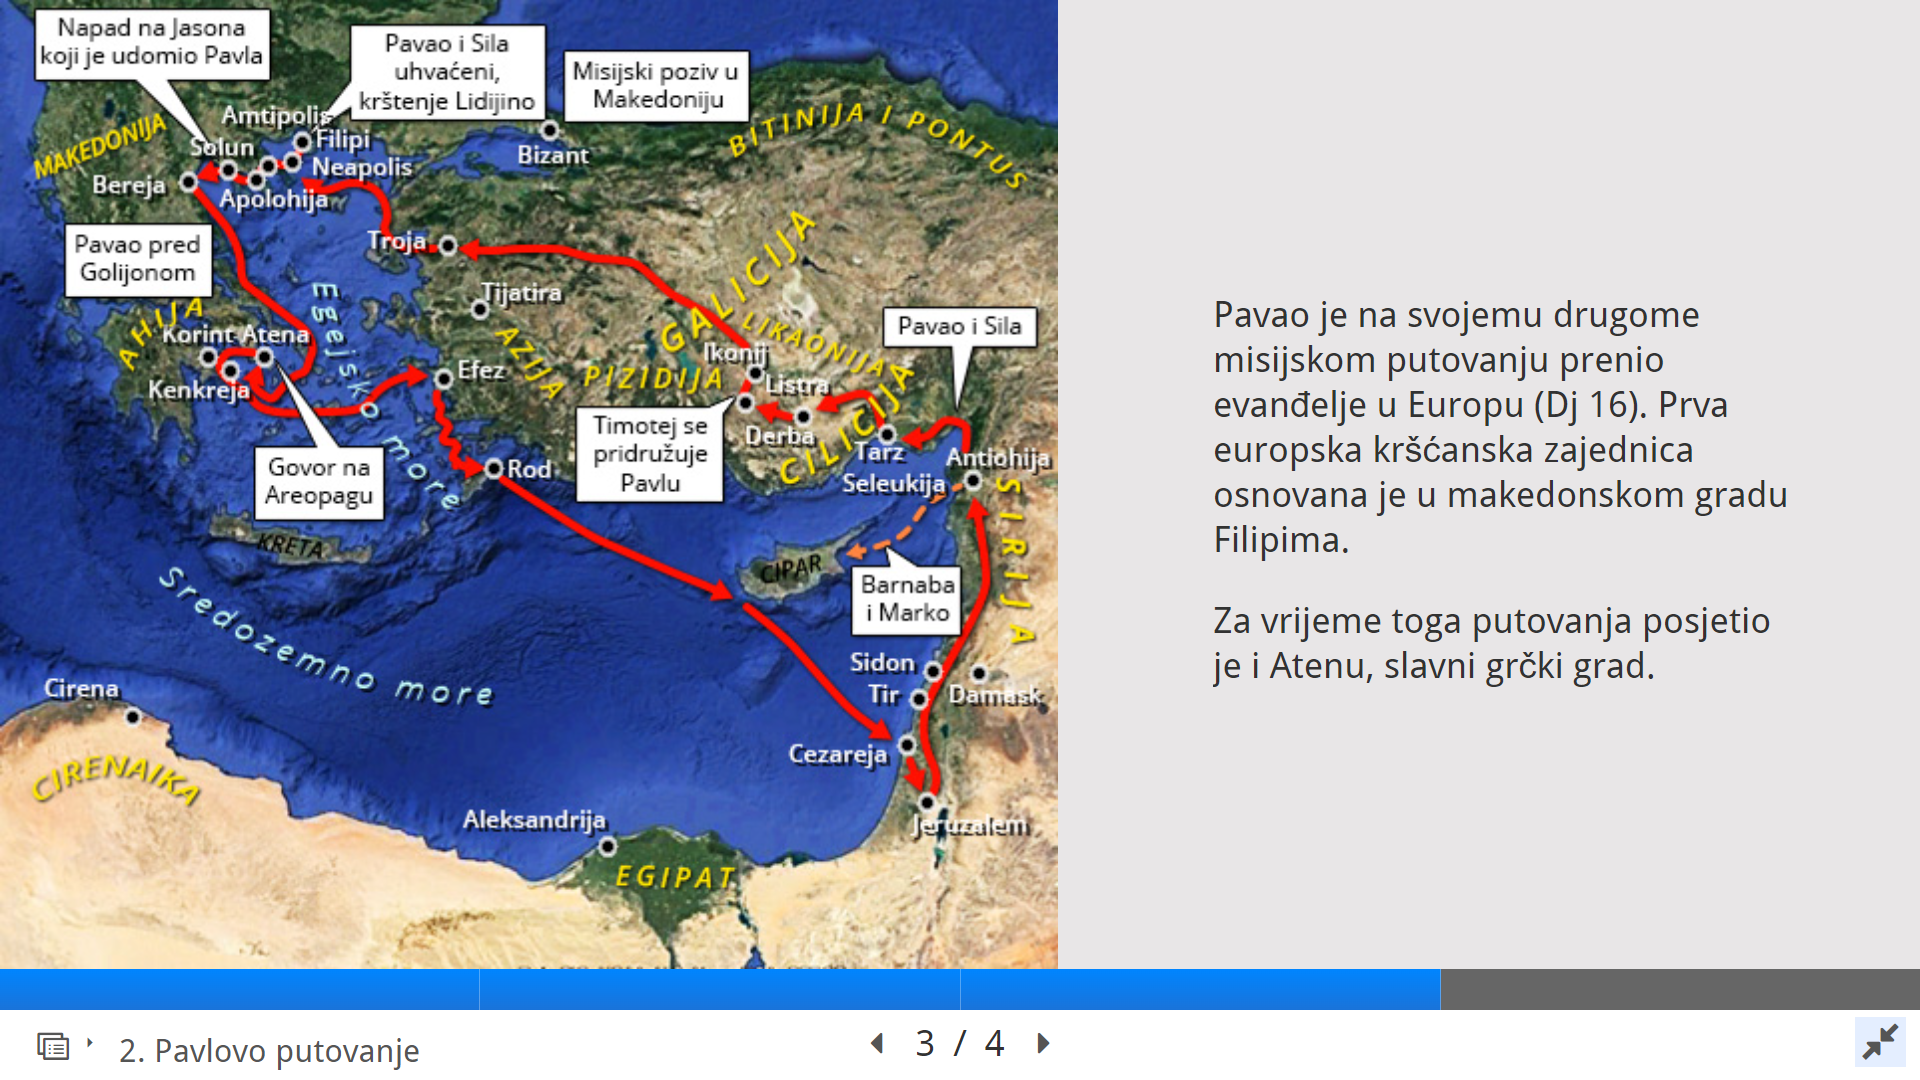 Napad na Jasona
koji je udomio Pavla
Pavao i Sila
uhvaćeni,
krštenje Lidijino
Misijski poziv u
Makedoniju
BITINIJA I PONTUS
MAKEDONIJA
Amtipolis
Filipi
Solun
Neapolis
Bizant
Bereja
Apolohija
Pavao pred
Golijonom
Troja
GALICIJA
Tijatira
Egejsko more
AHIJA
Korint Atena
Kenkreja
AZIJA
Efez
PIZIDIJA
LIKAONIJA
Ikonij
Listra
Pavao i Sila
Timotej se
pridružuje
Pavlu
Derba
CILICIJA
Tarz
Antiohija
Seleukija
Govor na
Areopagu
Rod
SIRIJA
KRETA
CIPAR
Barnaba
i Marko
Sredozemno more
Sidon
Tir
Damask
Cirena
Cezareja
CIRENAIKA
Aleksandrija
Jeruzalem
EGIPAT
Pavao je na svojemu drugome
misijskom putovanju prenio
evanđelje u Europu (Dj 16). Prva
europska kršćanska zajednica
osnovana je u makedonskom gradu
Filipima.
Za vrijeme toga putovanja posjetio
je i Atenu, slavni grčki grad.
2. Pavlovo putovanje
3 / 4